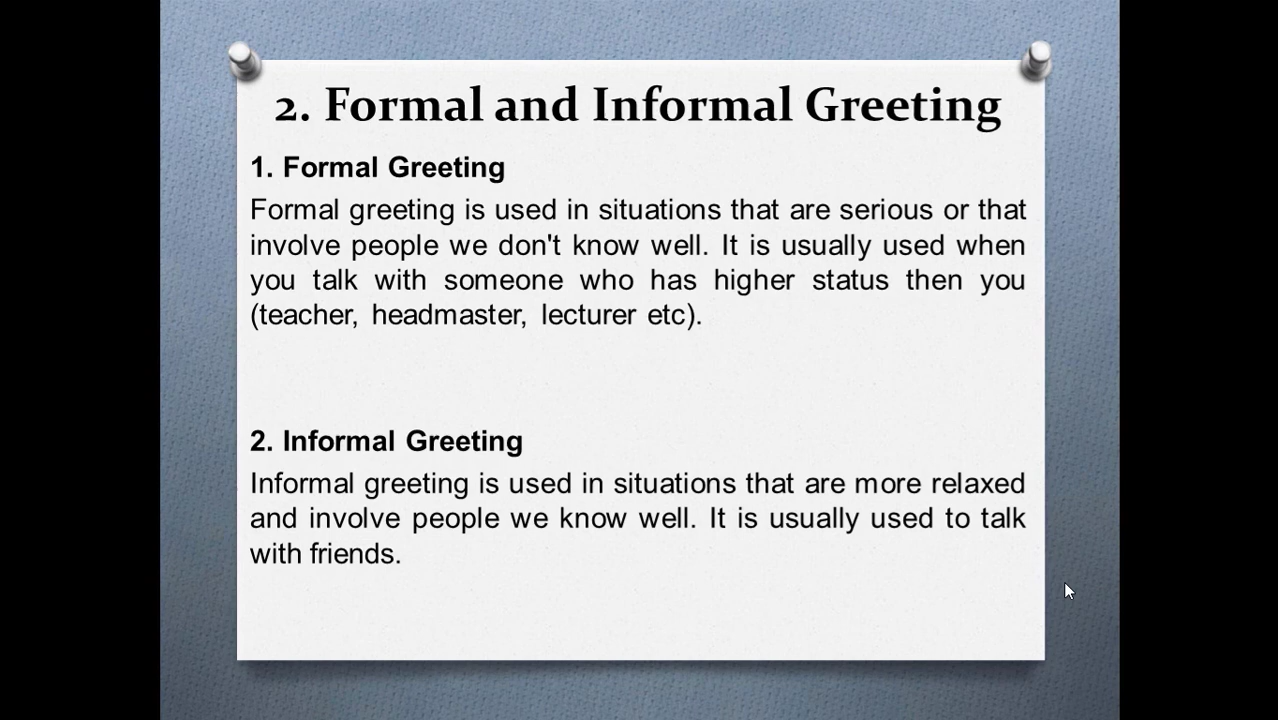 2. Formal and Informal Greeting
1. Formal Greeting
Formal greeting is used in situations that are serious or that
involve people we don't know well. It is usually used when
you talk with someone who has higher status then you
(teacher, headmaster, lecturer etc).
2. Informal Greeting
Informal greeting is used in situations that are more relaxed
and involve people we know well. It is usually used to talk
with friends.